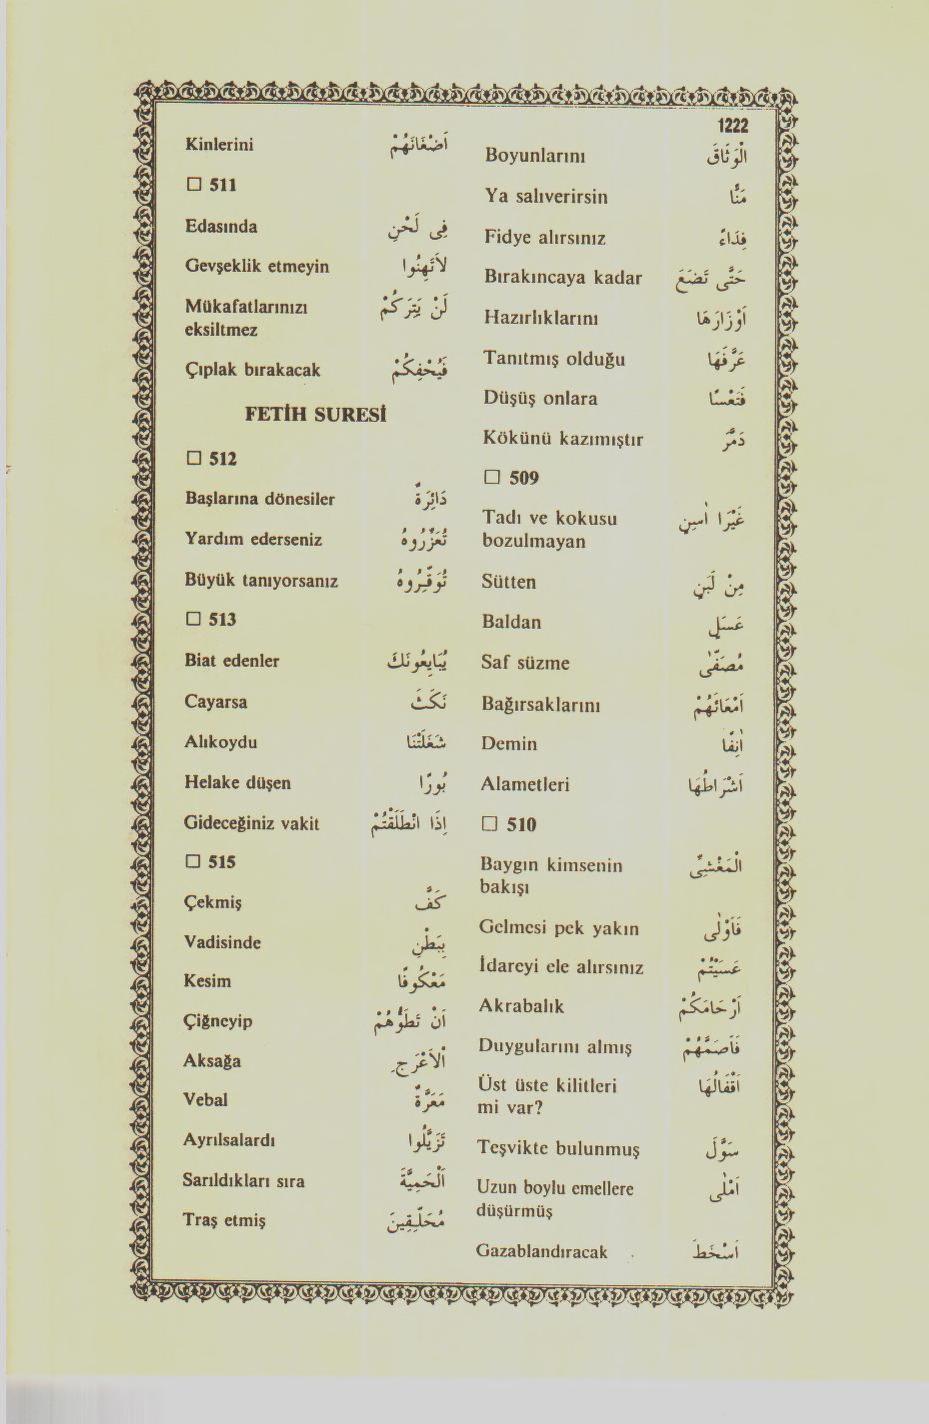 1222
Boyunlarını الْوَثَاقَ
Ya salıverirsin مَنًّا
Fidye alırsınız فِدَاءً
Bırakıncaya kadar حَتّٰى تَضَعَ
Hazırlıklarını اَوْزَارَهَا
Tanıtmış olduğu عَرَّفَهَا
Düşüş onlara فَتَعْسًا
Kökünü kazımıştır دَمَّرَ
□ 509
Tadı ve kokusu غَيْرِ اٰسِنٍ
bozulmayan
Sütten مِنْ لَبَنٍ
Baldan عَسَلٍ
Saf süzme مُصَفًّى
Bağırsaklarını اَمْعَائَهُمْ
Demin اٰنِفًا
Alametleri اَشْرَاطُهَا
□ 510
Baygın kimsenin الْمَغْشِىِّ
bakışı
Gelmesi pek yakın فَاَوْلٰى
İdareyi ele alırsınız عَسَيْتُمْ
Akrabalık اَرْحَامَكُمْ
Duygularını almış فَاَصَمَّهُمْ
Üst üste kilitleri اَقْفَالُهَا
mi var?
Teşvikte bulunmuş سَوَّلَ
Uzun boylu emellere اَمْلٰى
düşürmüş
Gazablandıracak اَسْخَطَ
Kinlerini اَضْغَانَهُمْ
□ 511
Edasında فِى لَحْنِ
Gevşeklik etmeyin لَاتَهِنُوا
Mükafatlarınızı لَنْ يَتِرَكُمْ
eksiltmez
Çıplak bırakacak فَيُحْفِكُمْ
FETİH SURESİ
□ 512
Başlarına dönesiler دَائِرَةُ
Yardım ederseniz تُعَزِّرُوهُ
Büyük tanıyorsanız تُوَقِّرُوهُ
□ 513
Biat edenler يُبَايِعُونَكَ
Cayarsa نَكَثَ
Alıkoydu شَغَلَتْنَا
Helake düşen بُورًا
Gideceğiniz vakit اِذَا انْطَلَقْتُمْ
□ 515
Çekmiş كَفَّ
Vadisinde بِبَطْنِ
Kesim مَعْكُوفًا
Çiğneyip اَنْ تَطَؤُهُمْ
Aksağa اْلاَعْرَجِ
Vebal مَعَرَّةٌ
Ayrılsalardı تَزَيَّلُوا
Sarıldıkları sıra اَلْحَمِيَّةَ
Traş etmiş مُحَلِّقِينَ